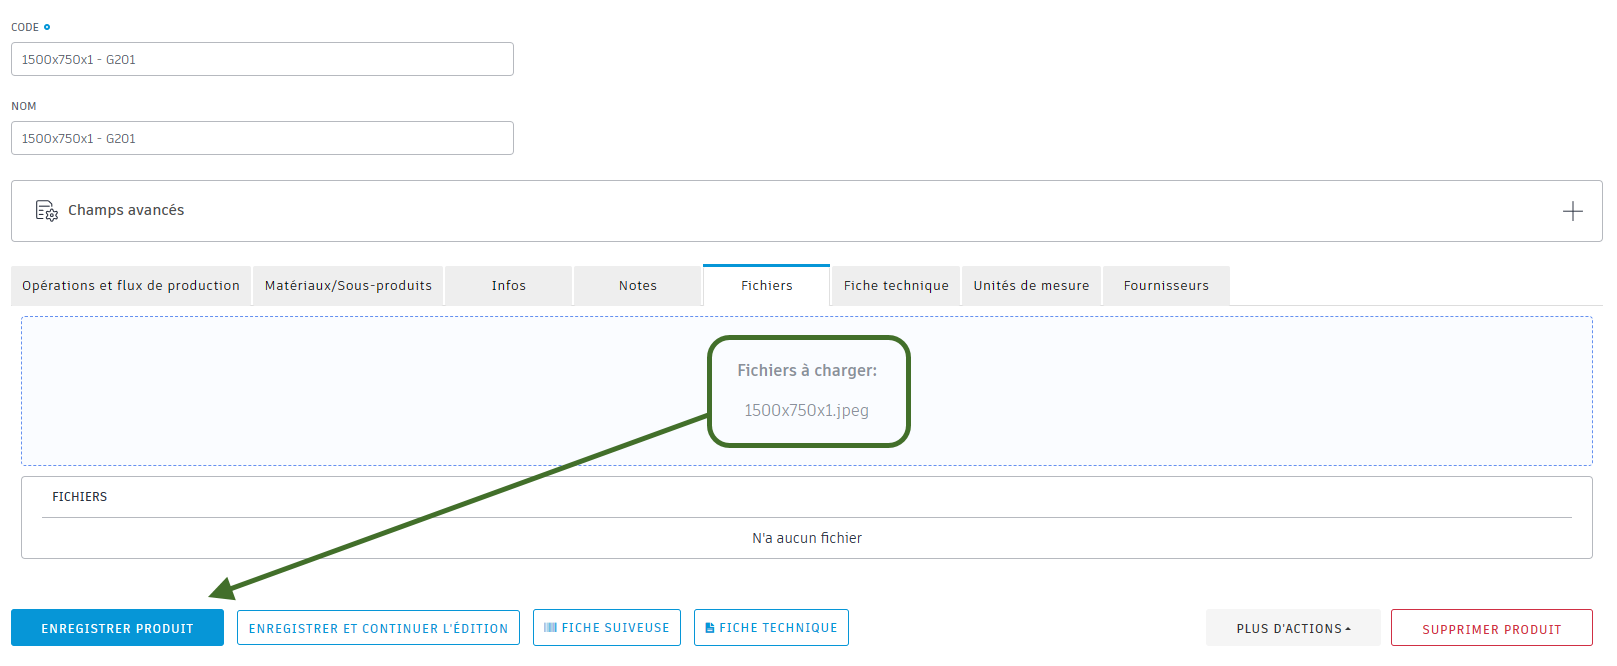 CODE
1500x750x1 - G201
NOM
1500x750x1 - G201
Champs avancés
Opérations et flux de production
Matériaux/Sous-produits
Infos
Notes
Fichiers
Fiche technique
Unités de mesure
Fournisseurs
Fichiers à charger:
1500x750x1.jpeg
FICHIERS
N'a aucun fichier
ENREGISTRER PRODUIT
ENREGISTRER ET CONTINUER L'ÉDITION
FICHE SUIVEUSE
FICHE TECHNIQUE
PLUS D'ACTIONS
SUPPRIMER PRODUIT